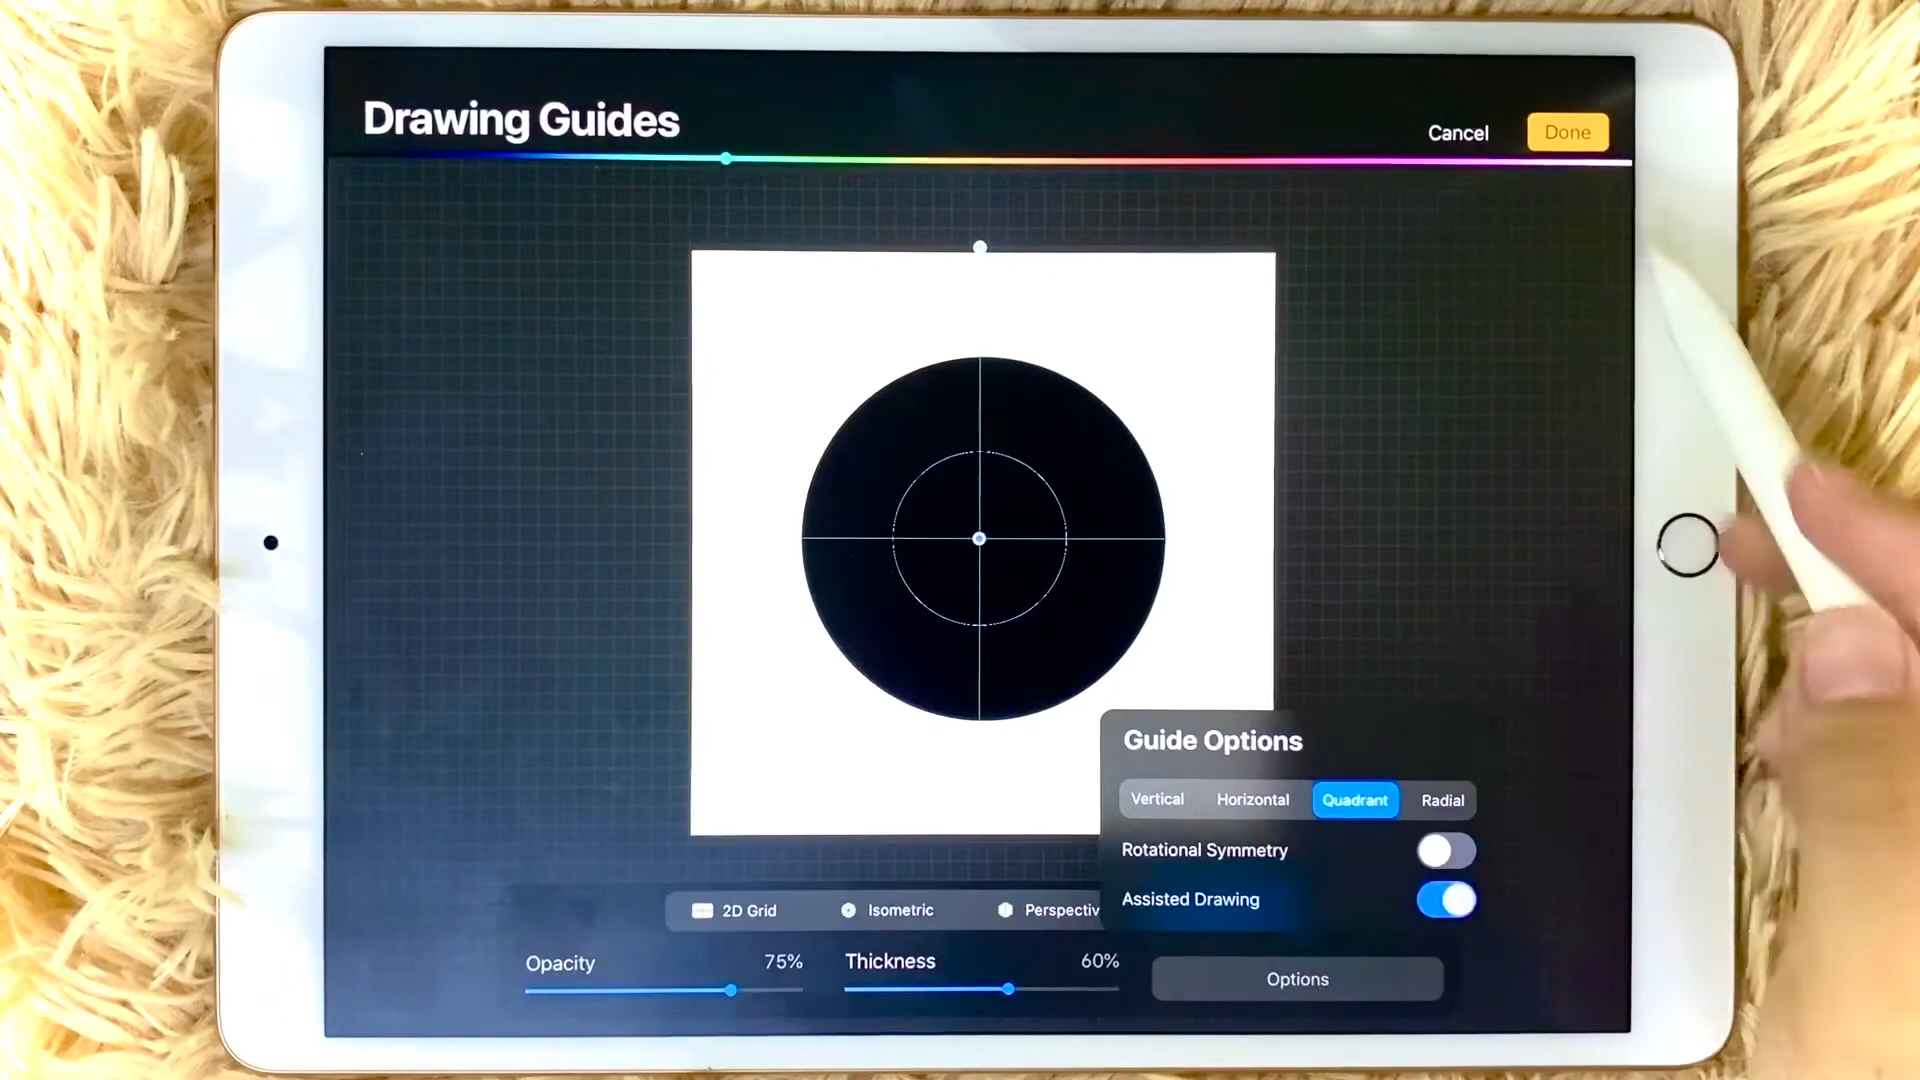 Drawing Guides
Cancel
Done
Guide Options
Vertical
Horizontal
Quadrant
Radial
Rotational Symmetry
Assisted Drawing
2D Grid
Isometric
Perspectiv
Opacity
75%
Thickness
60%
Options